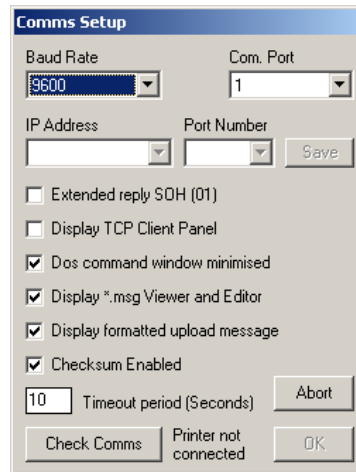 Comms Setup
Baud Rate Com. Port
9600 1
IP Address Port Number
Save
Extended reply SOH (01)
Display TCP Client Panel
Dos command window minimised
Display *.msg Viewer and Editor
Display formatted upload message
Checksum Enabled
10 Timeout period (Seconds) Abort
Check Comms Printer not connected OK